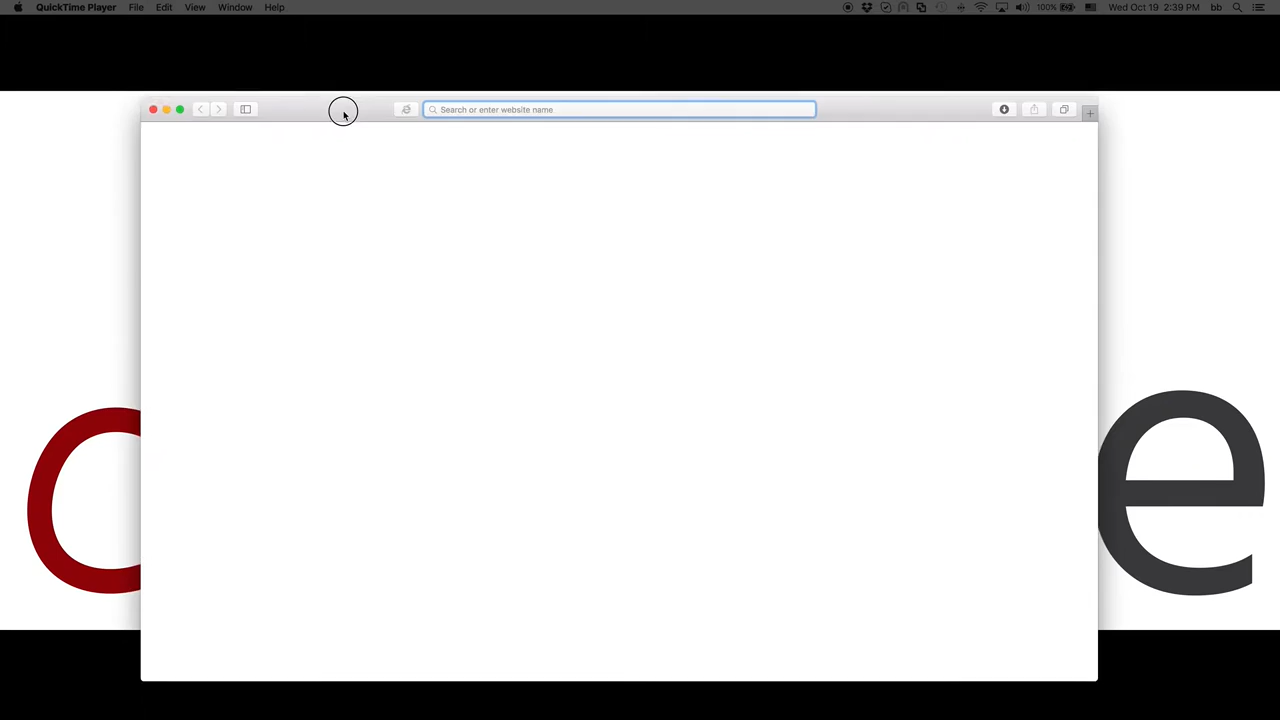 QuickTime Player File Edit View Window Help 100% Wed Oct 19 2:39 PM bb
Search or enter website name
c e